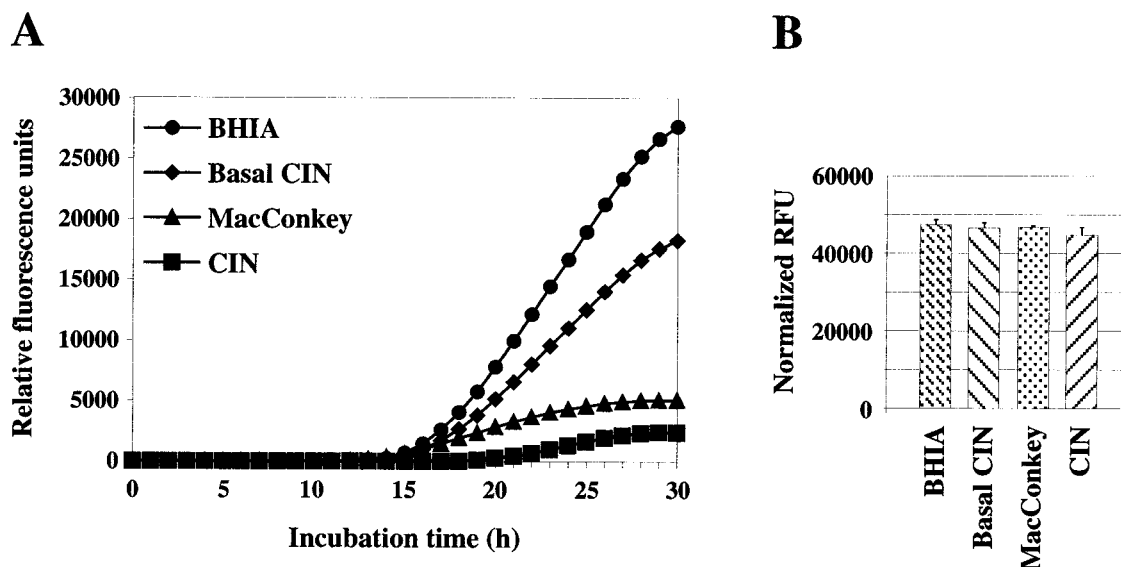 A
Relative fluorescence units
30000
25000
20000
15000
10000
5000
0
BHIA
Basal CIN
MacConkey
CIN
0 5 10 15 20 25 30
Incubation time (h)
B
Normalized RFU
60000
40000
20000
0
BHIA
Basal CIN
MacConkey
CIN